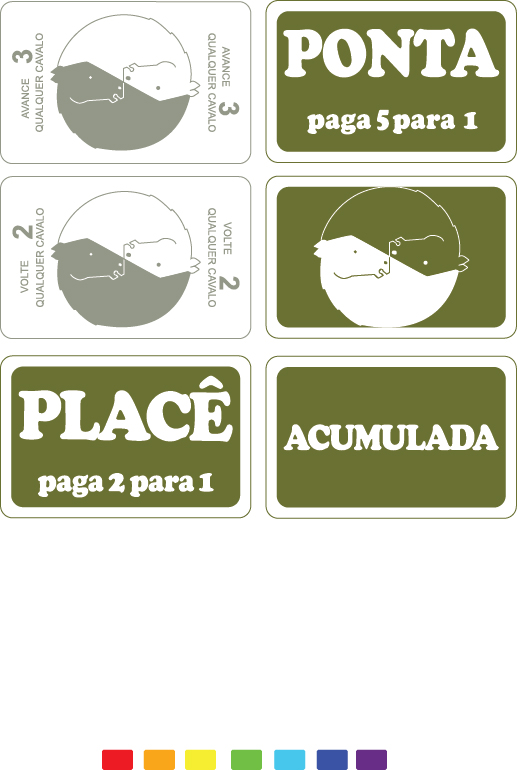 AVANCE 3
QUALQUER CAVALO
AVANCE 3
QUALQUER CAVALO
PONTA
paga 5 para 1
VOLTE 2
QUALQUER CAVALO
VOLTE 2
QUALQUER CAVALO
PLACÊ
paga 2 para 1
ACUMULADA